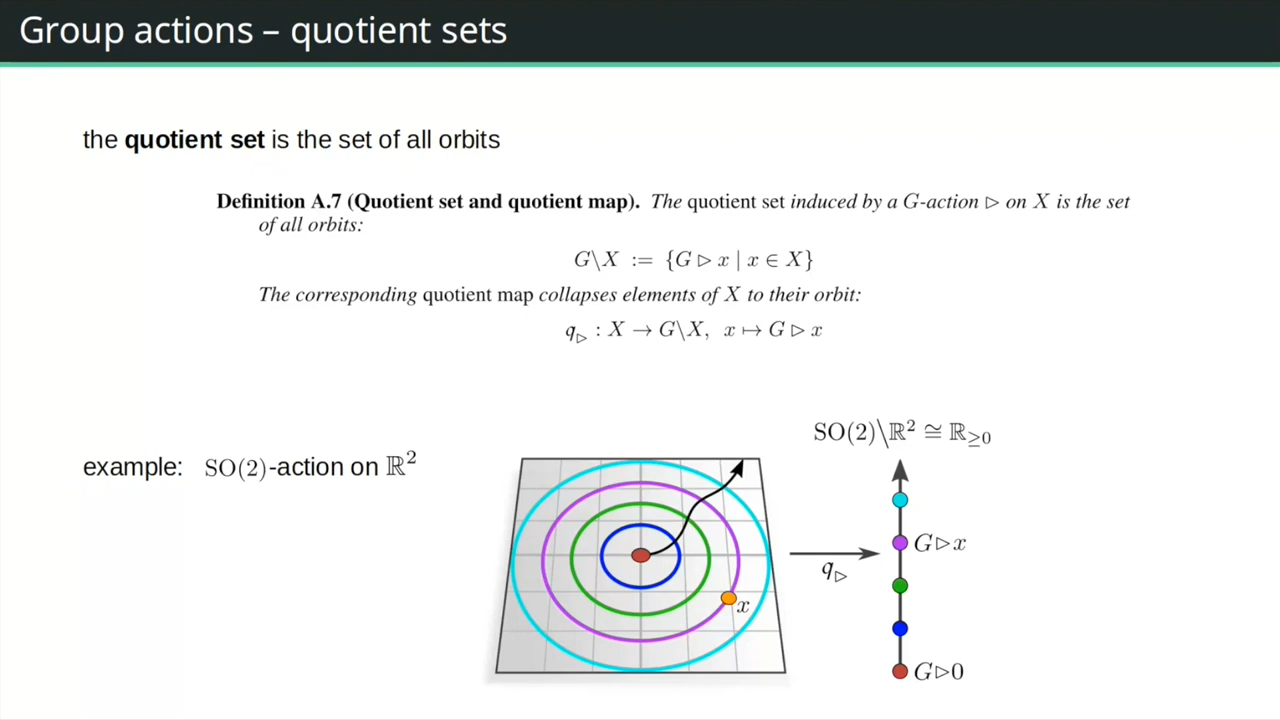 Group actions – quotient sets
the quotient set is the set of all orbits
Definition A.7 (Quotient set and quotient map). The quotient set induced by a G-action ▷ on X is the set
of all orbits:
G\X := {G ▷ x | x ∈ X}
The corresponding quotient map collapses elements of X to their orbit:
q▷ : X → G\X, x ↦ G ▷ x
SO(2)\ℝ² ≅ ℝ≥0
example: SO(2)-action on ℝ²
G▷x
q▷
x
G▷0